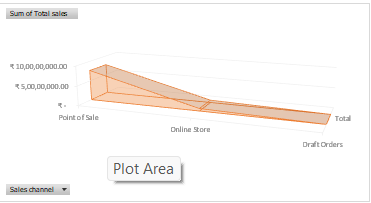 Sum of Total sales
₹ 10,00,00,000.00
₹ 5,00,00,000.00
₹ -
Point of Sale
Online Store
Draft Orders
Total
Plot Area
Sales channel